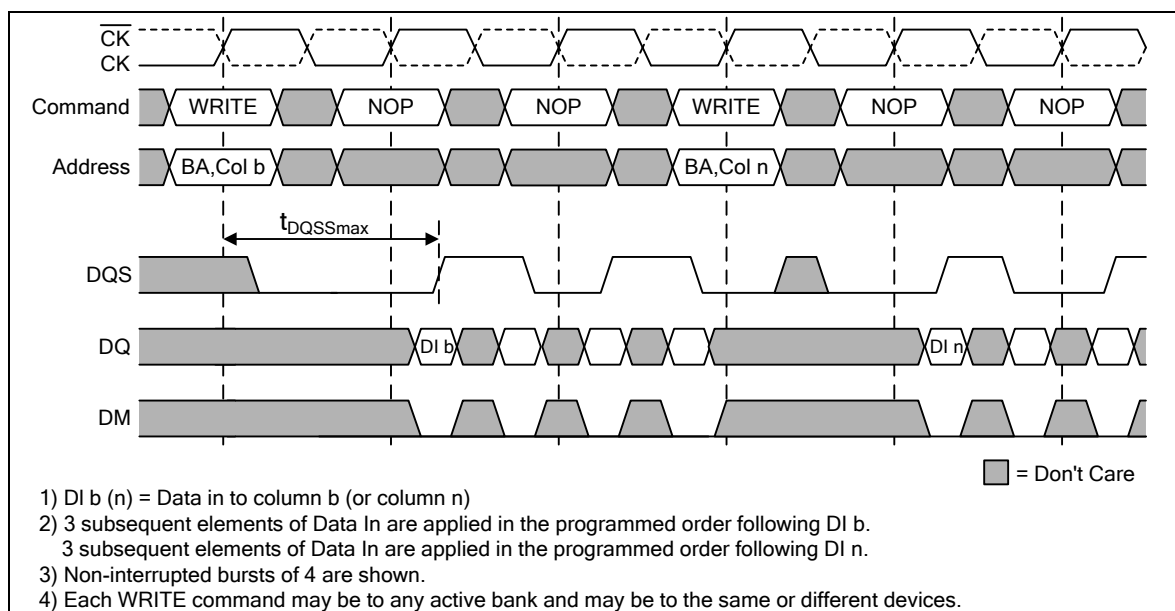 CK
CK
Command WRITE NOP NOP WRITE NOP NOP
Address BA,Col b BA,Col n
tDQSSmax
DQS
DQ DI b DI n
DM
= Don't Care
1) DI b (n) = Data in to column b (or column n)
2) 3 subsequent elements of Data In are applied in the programmed order following DI b.
3 subsequent elements of Data In are applied in the programmed order following DI n.
3) Non-interrupted bursts of 4 are shown.
4) Each WRITE command may be to any active bank and may be to the same or different devices.